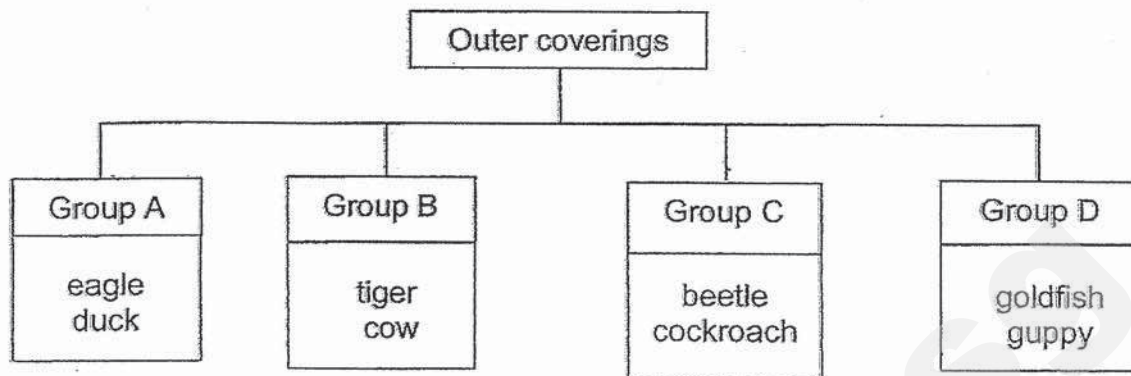 Outer coverings
Group A
eagle
duck
Group B
tiger
cow
Group C
beetle
cockroach
Group D
goldfish
guppy